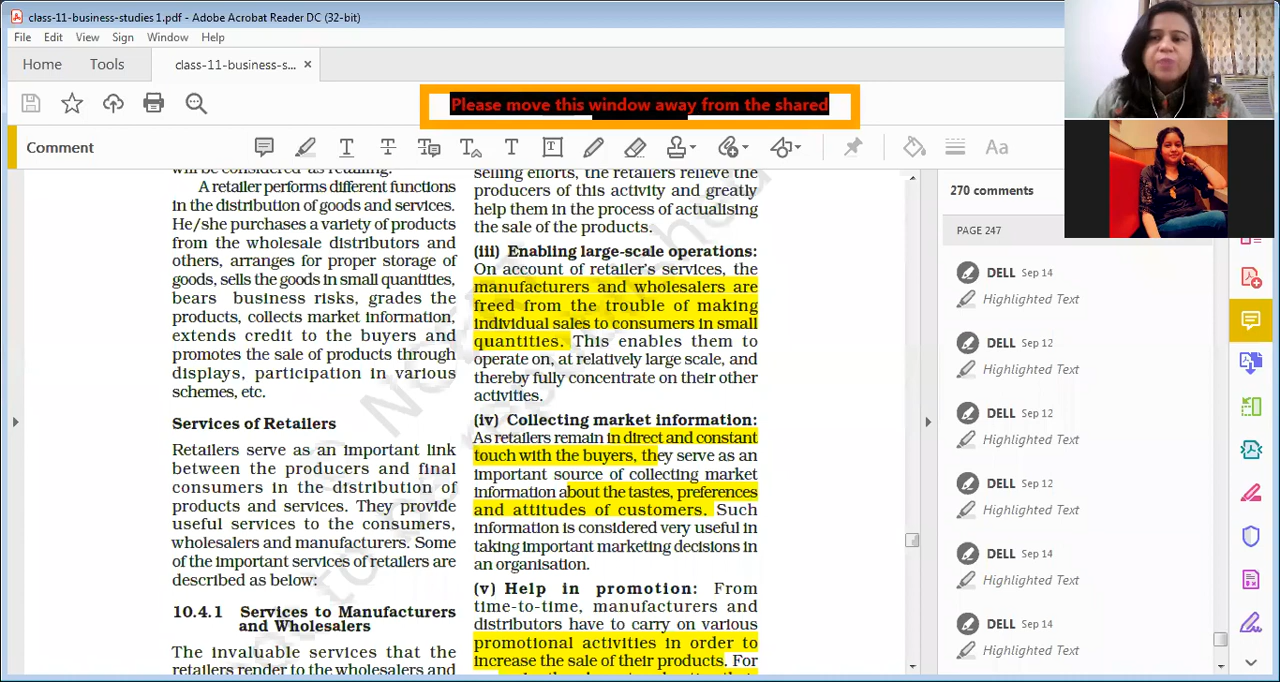 class-11-business-studies 1.pdf - Adobe Acrobat Reader DC (32-bit)
File Edit View Sign Window Help
Home Tools class-11-business-s... ×
Please move this window away from the shared
Comment
Aa
A retailer performs different functions
in the distribution of goods and services.
He/she purchases a variety of products
from the wholesale distributors and
others, arranges for proper storage of
goods, sells the goods in small quantities,
bears business risks, grades the
products, collects market information,
extends credit to the buyers and
promotes the sale of products through
displays, participation in various
schemes, etc.
Services of Retailers
Retailers serve as an important link
between the producers and final
consumers in the distribution of
products and services. They provide
useful services to the consumers,
wholesalers and manufacturers. Some
of the important services of retailers are
described as below:
10.4.1 Services to Manufacturers
and Wholesalers
The invaluable services that the
retailers render to the wholesalers and
selling efforts, the retailers relieve the
producers of this activity and greatly
help them in the process of actualising
the sale of the products.
(iii) Enabling large-scale operations:
On account of retailer's services, the
manufacturers and wholesalers are
freed from the trouble of making
individual sales to consumers in small
quantities. This enables them to
operate on, at relatively large scale, and
thereby fully concentrate on their other
activities.
(iv) Collecting market information:
As retailers remain in direct and constant
touch with the buyers, they serve as an
important source of collecting market
information about the tastes, preferences
and attitudes of customers. Such
information is considered very useful in
taking important marketing decisions in
an organisation.
(v) Help in promotion: From
time-to-time, manufacturers and
distributors have to carry on various
promotional activities in order to
increase the sale of their products. For
270 comments
PAGE 247
DELL Sep 14
Highlighted Text
DELL Sep 12
Highlighted Text
DELL Sep 12
Highlighted Text
DELL Sep 12
Highlighted Text
DELL Sep 14
Highlighted Text
DELL Sep 14
Highlighted Text